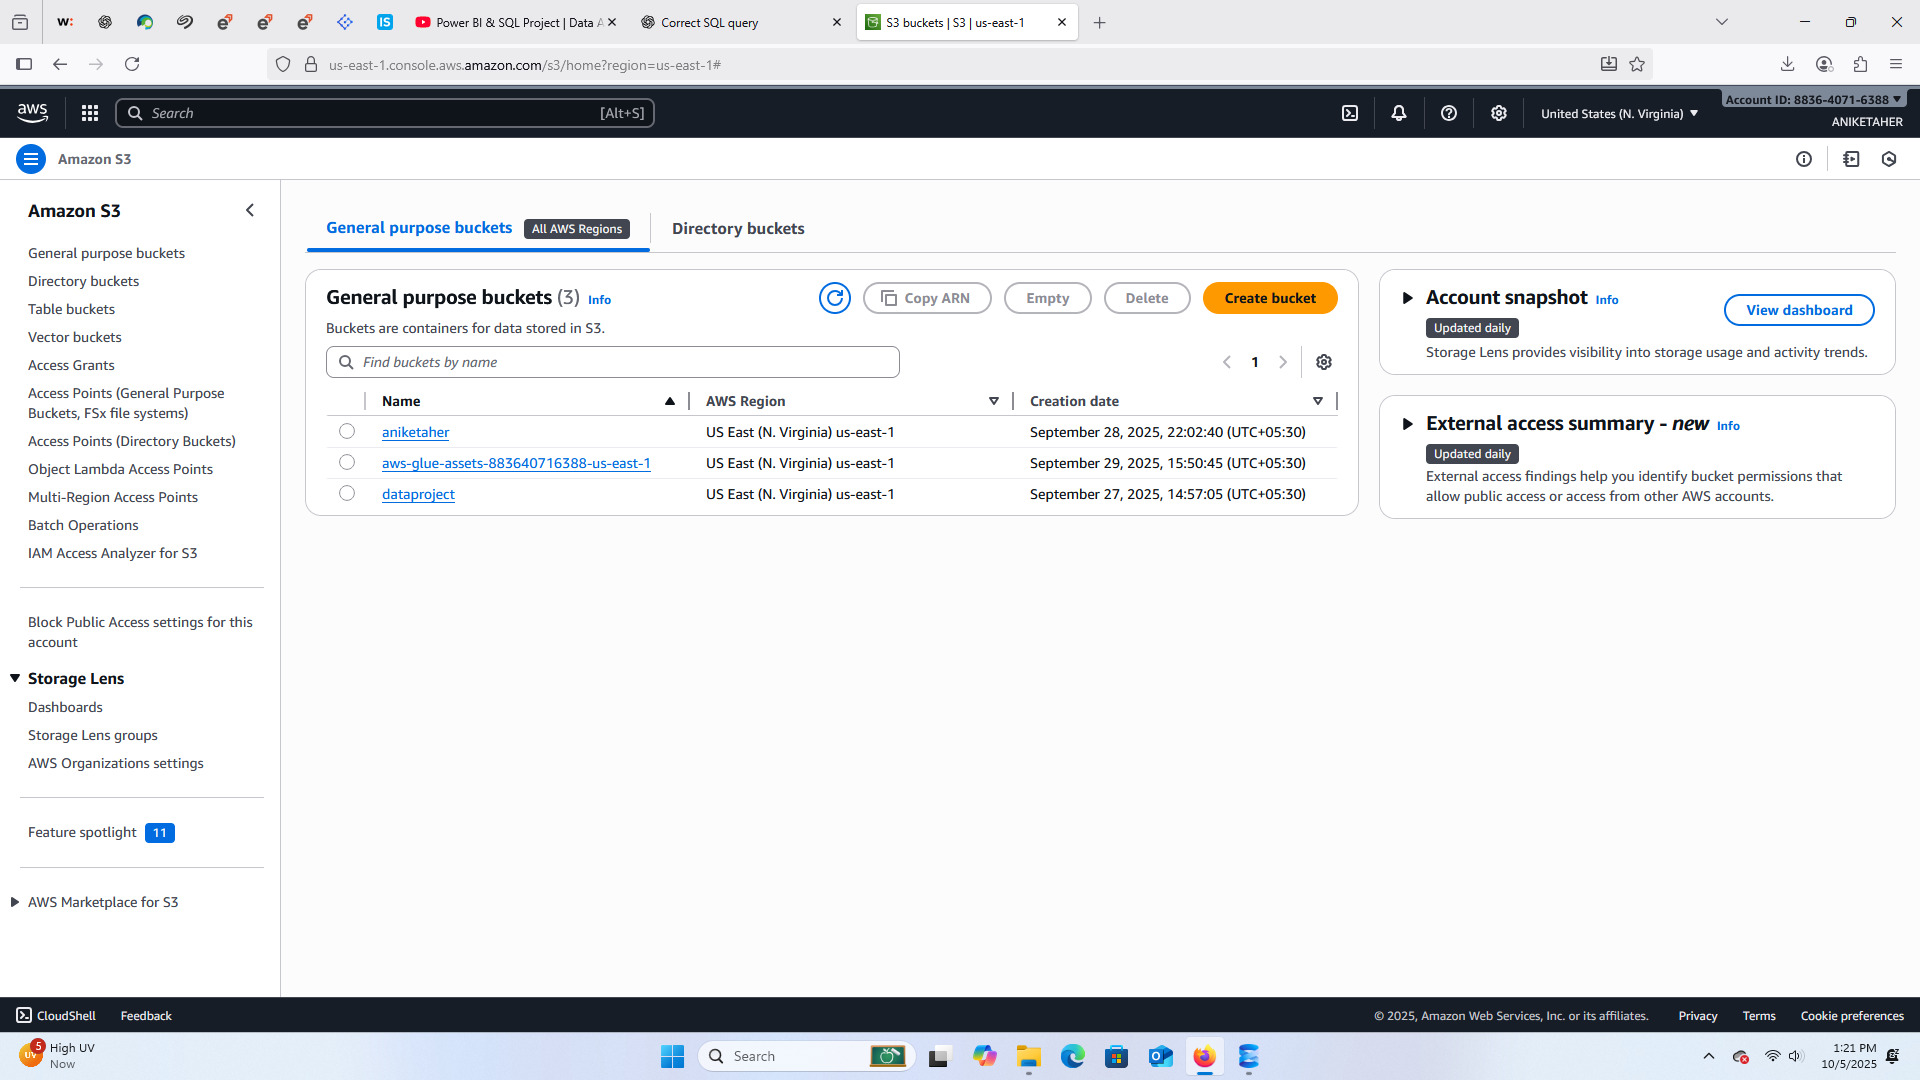 w:
IS
Power BI & SQL Project | Data A
Correct SQL query
S3 buckets | S3 | us-east-1
us-east-1.console.aws.amazon.com/s3/home?region=us-east-1#
aws
Search
[Alt+S]
United States (N. Virginia)
Account ID: 8836-4071-6388
ANIKETAHER
Amazon S3
Amazon S3
General purpose buckets
Directory buckets
Table buckets
Vector buckets
Access Grants
Access Points (General Purpose
Buckets, FSx file systems)
Access Points (Directory Buckets)
Object Lambda Access Points
Multi-Region Access Points
Batch Operations
IAM Access Analyzer for S3
Block Public Access settings for this
account
Storage Lens
Dashboards
Storage Lens groups
AWS Organizations settings
Feature spotlight 11
AWS Marketplace for S3
General purpose buckets All AWS Regions
Directory buckets
General purpose buckets (3) Info
Copy ARN
Empty
Delete
Create bucket
Buckets are containers for data stored in S3.
Find buckets by name
1
Name AWS Region Creation date
aniketaher US East (N. Virginia) us-east-1 September 28, 2025, 22:02:40 (UTC+05:30)
aws-glue-assets-883640716388-us-east-1 US East (N. Virginia) us-east-1 September 29, 2025, 15:50:45 (UTC+05:30)
dataproject US East (N. Virginia) us-east-1 September 27, 2025, 14:57:05 (UTC+05:30)
Account snapshot Info
Updated daily
View dashboard
Storage Lens provides visibility into storage usage and activity trends.
External access summary - new Info
Updated daily
External access findings help you identify bucket permissions that
allow public access or access from other AWS accounts.
CloudShell
Feedback
© 2025, Amazon Web Services, Inc. or its affiliates.
Privacy
Terms
Cookie preferences
UV
5
High UV
Now
Search
1:21 PM
10/5/2025